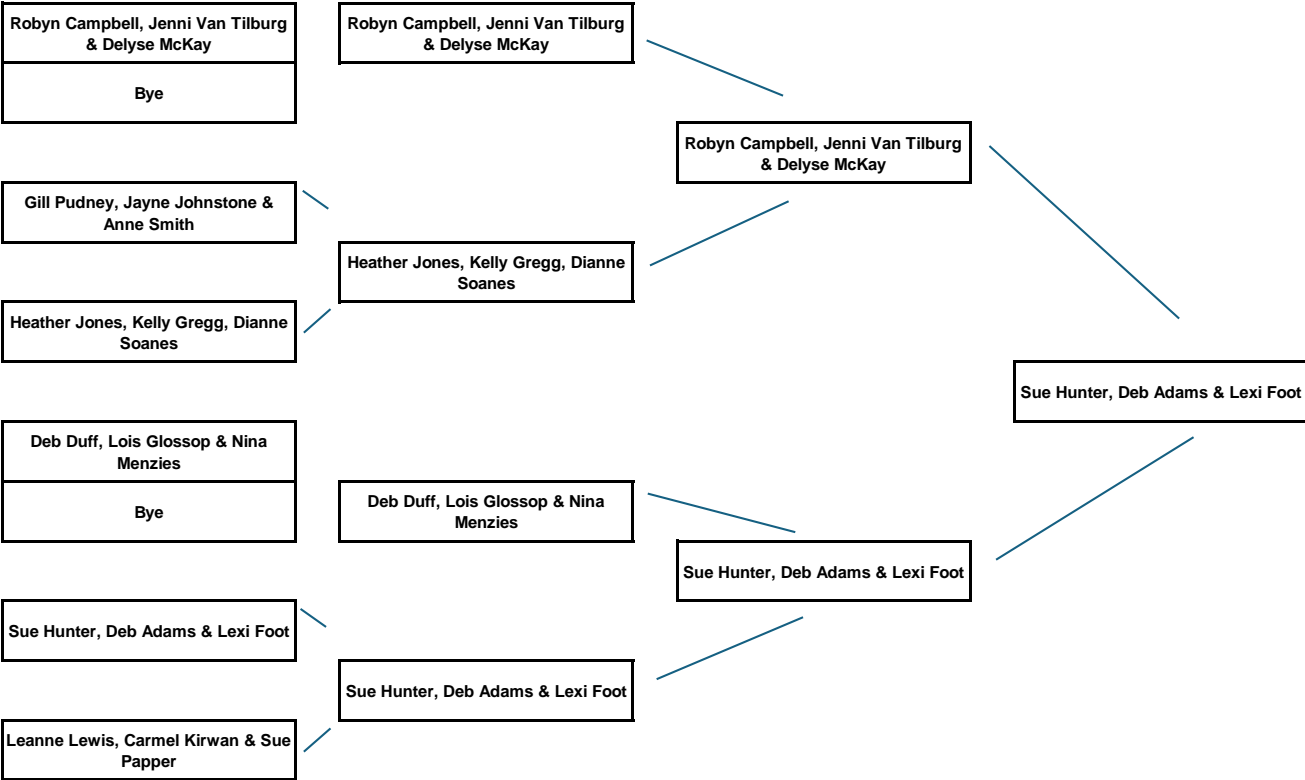 Robyn Campbell, Jenni Van Tilburg
& Delyse McKay
Bye
Gill Pudney, Jayne Johnstone &
Anne Smith
Heather Jones, Kelly Gregg, Dianne
Soanes
Deb Duff, Lois Glossop & Nina
Menzies
Bye
Sue Hunter, Deb Adams & Lexi Foot
Leanne Lewis, Carmel Kirwan & Sue
Papper
Robyn Campbell, Jenni Van Tilburg
& Delyse McKay
Heather Jones, Kelly Gregg, Dianne
Soanes
Deb Duff, Lois Glossop & Nina
Menzies
Sue Hunter, Deb Adams & Lexi Foot
Robyn Campbell, Jenni Van Tilburg
& Delyse McKay
Sue Hunter, Deb Adams & Lexi Foot
Sue Hunter, Deb Adams & Lexi Foot